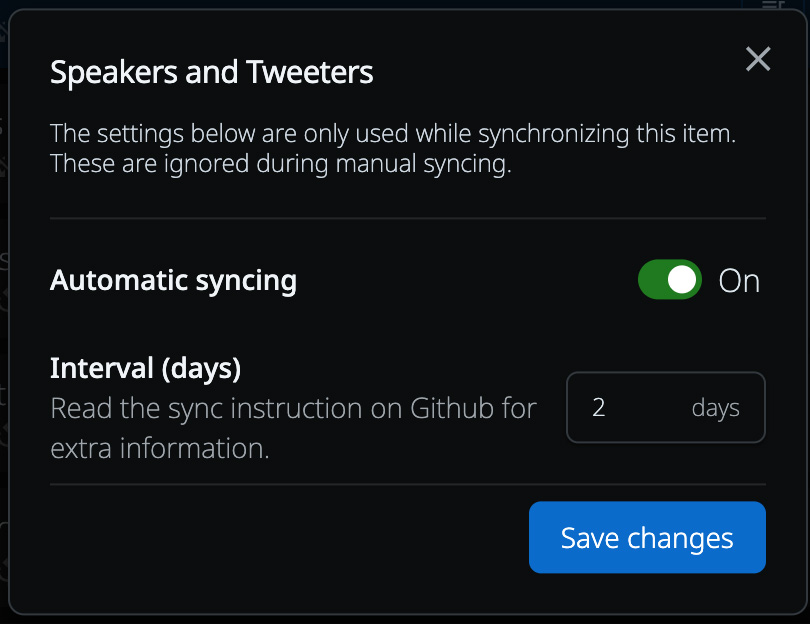 Speakers and Tweeters
The settings below are only used while synchronizing this item.
These are ignored during manual syncing.
Automatic syncing
On
Interval (days)
Read the sync instruction on Github for
extra information.
2 days
Save changes